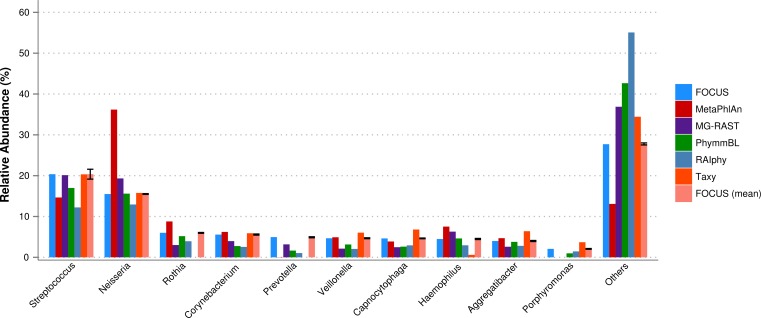 Relative Abundance (%)
60
50
40
30
20
10
0
Streptococcus
Neisseria
Rothia
Corynebacterium
Prevotella
Veillonella
Capnocytophaga
Haemophilus
Aggregatibacter
Porphyromonas
Others
FOCUS
MetaPhlAn
MG-RAST
PhymmBL
RAIphy
Taxy
FOCUS (mean)